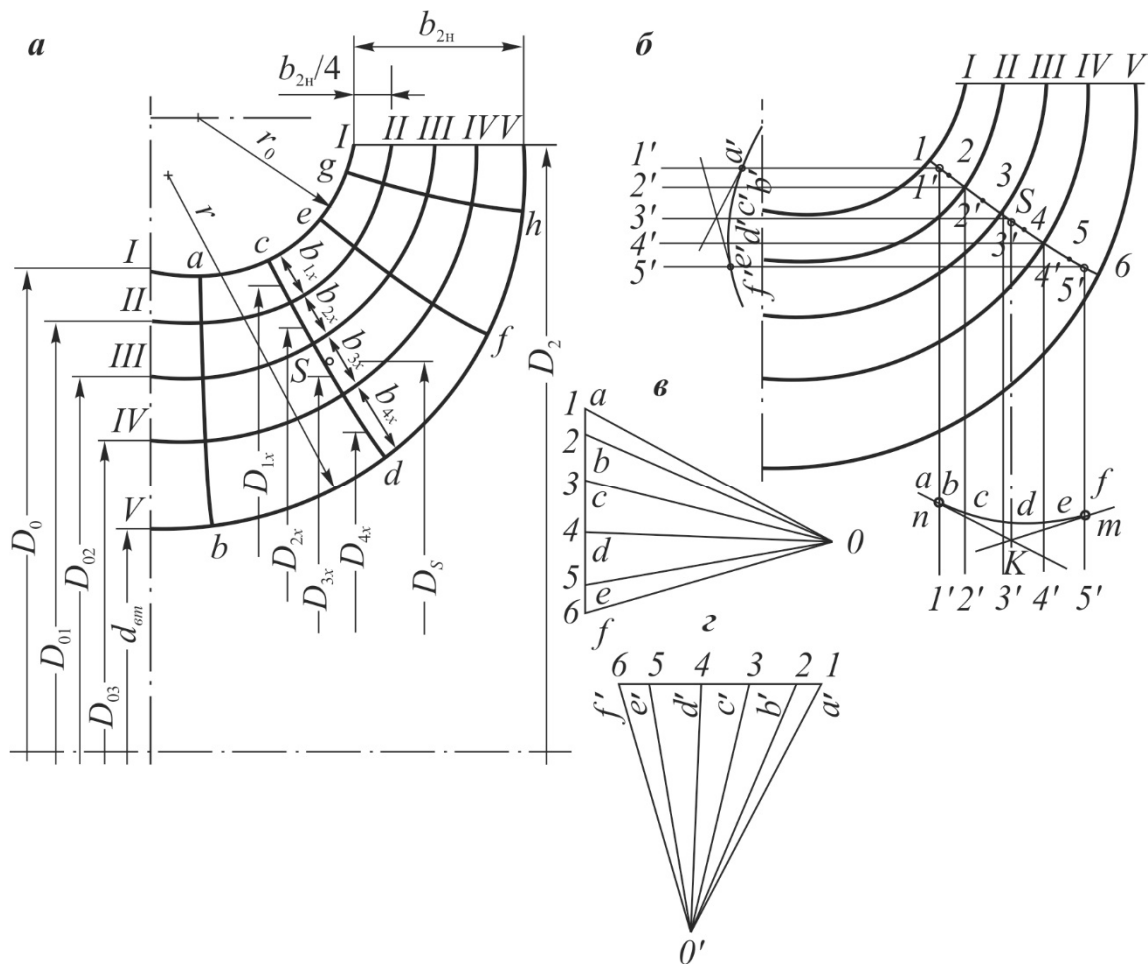 а
b₂н
b₂н/4
I II III IV V
r₀
g
e
h
r
I
a
c
b₁ₓ
II
b₂ₓ
III
b₃ₓ
f
S
IV
b₄ₓ
V
b
d
D₀
D₀₁
D₀₂
D₀₃
dвт
D₁ₓ
D₂ₓ
D₃ₓ
D₄ₓ
D_S
D₂
б
I II III IV V
1'
2'
3'
4'
5'
a'
b'
c'
d'
e'
f'
1 2
1'
3
2'
S
3'
4
5
4'
5'
6
a
b
c
d
e
f
n
m
K
1' 2' 3' 4' 5'
в
1 a
2
b
3
c
4
d
5
e
6
f
0
г
6 5 4 3 2 1
f' e' d' c' b' a'
0'